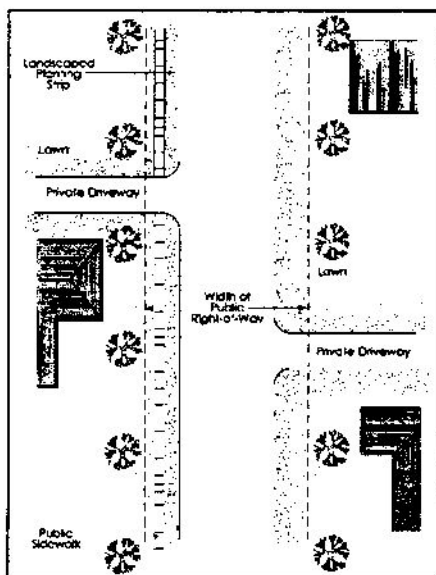 Landscaped
Planting
Strip
Lawn
Private Driveway
Lawn
Width of
Public
Right-of-Way
Private Driveway
Public
Sidewalk